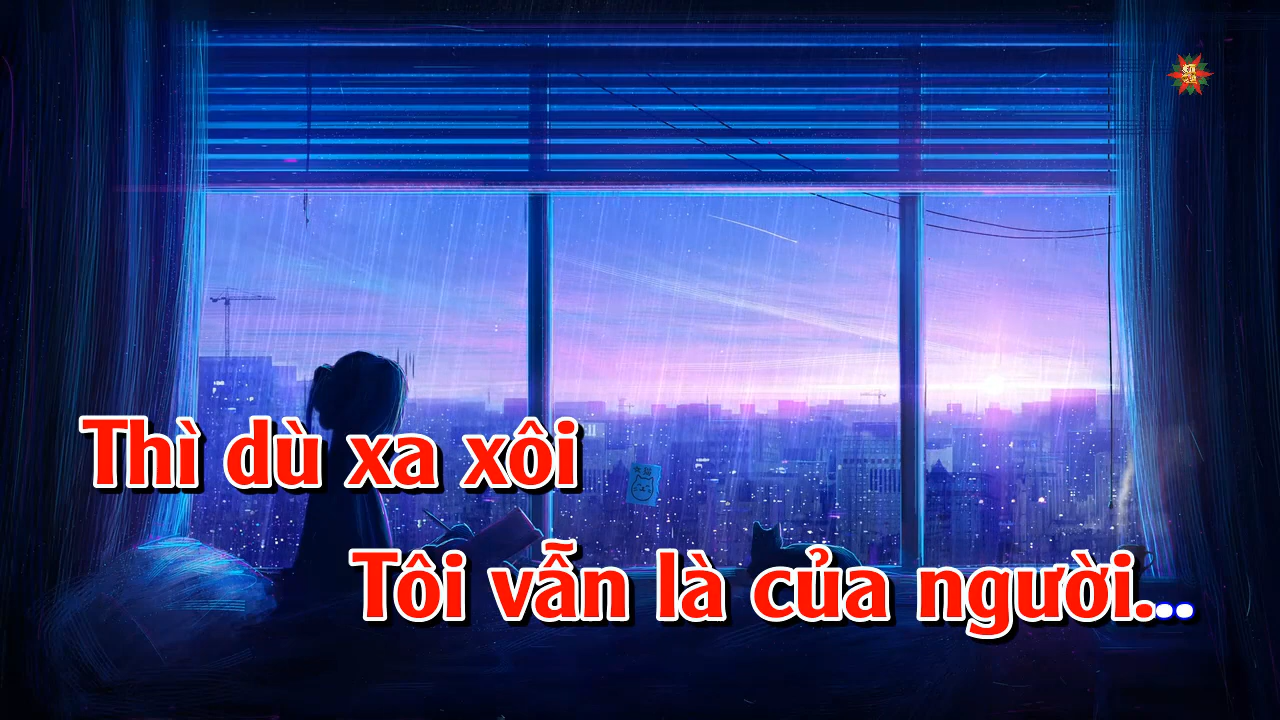 Thì dù xa xôi
Tôi vẫn là của người...